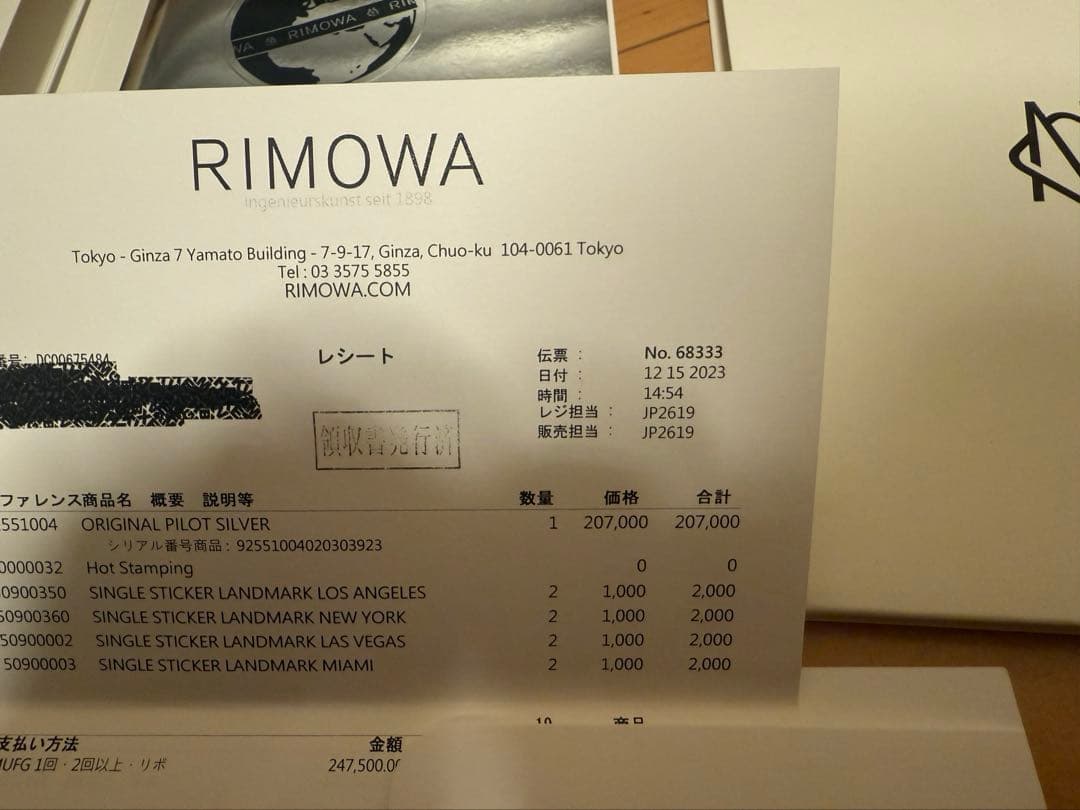 RIMOWA
RIMOWA
ingenieurskunst seit 1898
Tokyo - Ginza 7 Yamato Building - 7-9-17, Ginza, Chuo-ku 104-0061 Tokyo
Tel : 03 3575 5855
RIMOWA.COM
番号: DC00675484
レシート
伝票 : No. 68333
日付 : 12 15 2023
時間 : 14:54
レジ担当 : JP2619
販売担当 : JP2619
領収書発行済
ファレンス商品名 概要 説明等 数量 価格 合計
551004 ORIGINAL PILOT SILVER 1 207,000 207,000
シリアル番号商品 : 92551004020303923
0000032 Hot Stamping 0 0
0900350 SINGLE STICKER LANDMARK LOS ANGELES 2 1,000 2,000
50900360 SINGLE STICKER LANDMARK NEW YORK 2 1,000 2,000
50900002 SINGLE STICKER LANDMARK LAS VEGAS 2 1,000 2,000
50900003 SINGLE STICKER LANDMARK MIAMI 2 1,000 2,000
10 商品
支払い方法 金額
MUFG 1回・2回以上・リボ 247,500.0